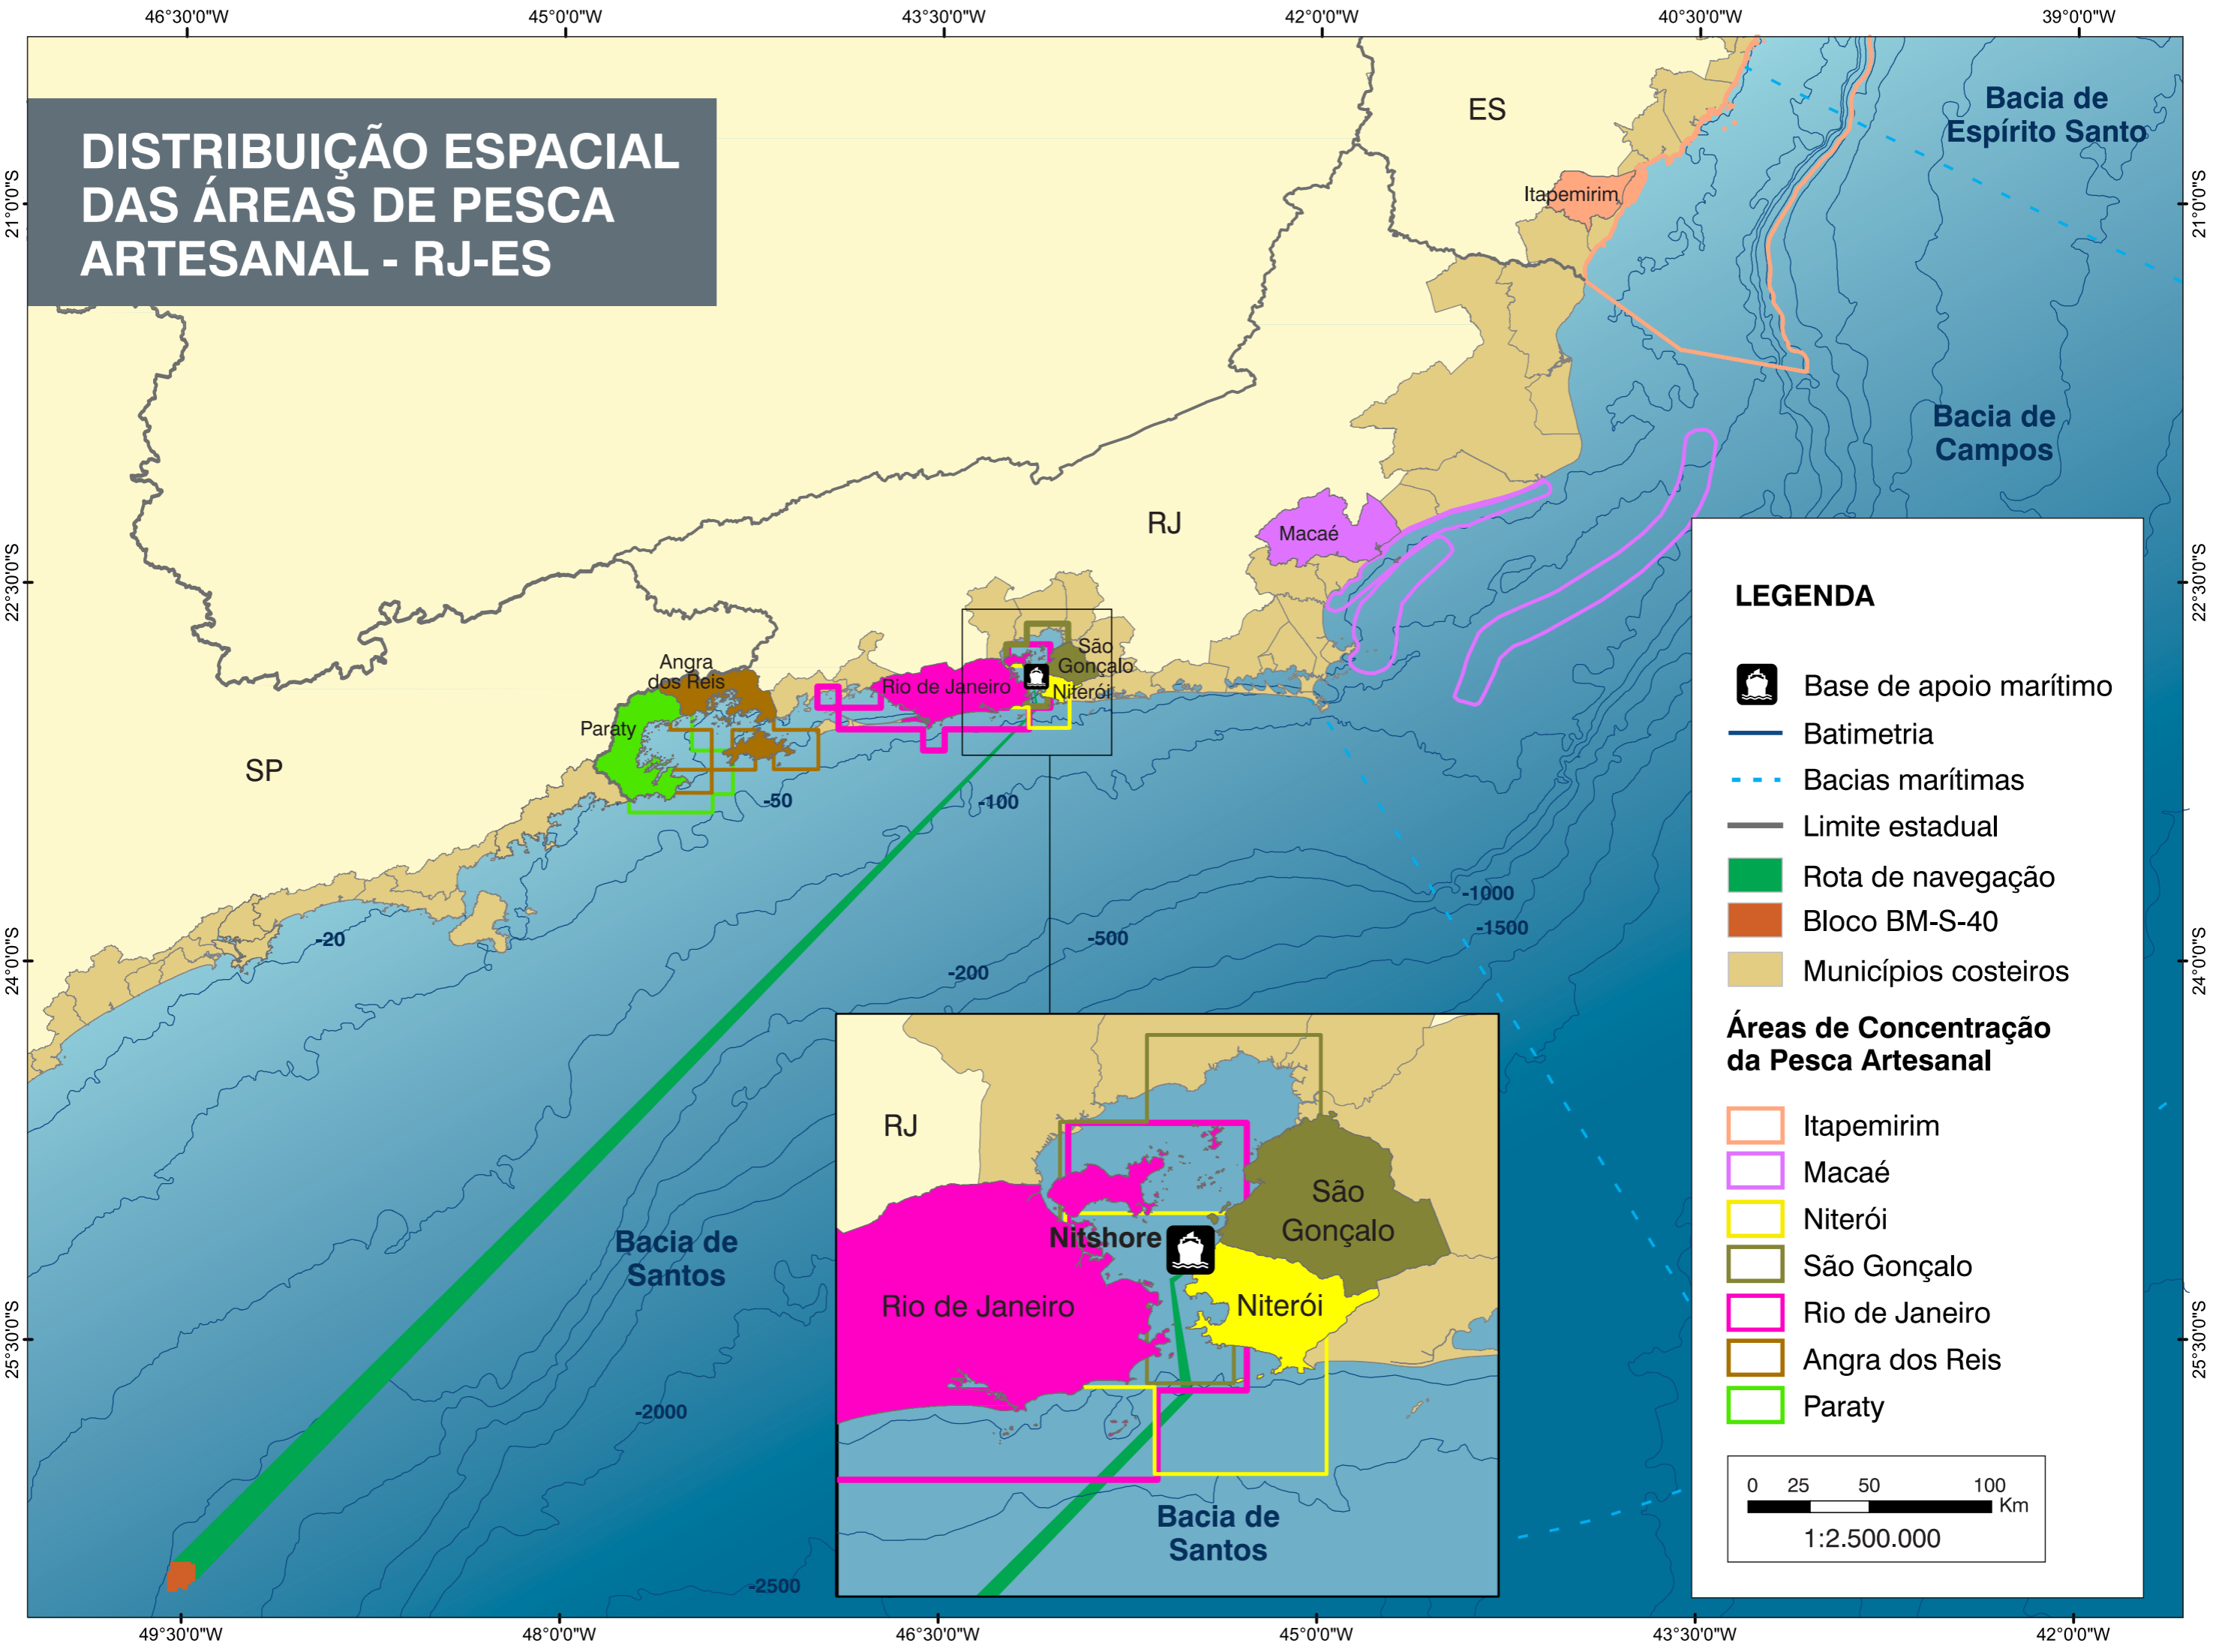 46°30'0"W
45°0'0"W
43°30'0"W
42°0'0"W
40°30'0"W
39°0'0"W
DISTRIBUIÇÃO ESPACIAL
DAS ÁREAS DE PESCA
ARTESANAL - RJ-ES
ES
Bacia de
Espírito Santo
21°0'0"S
21°0'0"S
Itapemirim
Bacia de
Campos
RJ
Macaé
22°30'0"S
22°30'0"S
Angra
dos Reis
Paraty
Rio de Janeiro
São
Gonçalo
Niterói
SP
-50
-100
-1000
-1500
-500
-200
-20
24°0'0"S
24°0'0"S
Bacia de
Santos
-2000
-2500
25°30'0"S
25°30'0"S
RJ
São
Gonçalo
Nitshore
Rio de Janeiro
Niterói
Bacia de
Santos
LEGENDA
Base de apoio marítimo
Batimetria
Bacias marítimas
Limite estadual
Rota de navegação
Bloco BM-S-40
Municípios costeiros
Áreas de Concentração
da Pesca Artesanal
Itapemirim
Macaé
Niterói
São Gonçalo
Rio de Janeiro
Angra dos Reis
Paraty
0 25 50 100
Km
1:2.500.000
49°30'0"W
48°0'0"W
46°30'0"W
45°0'0"W
43°30'0"W
42°0'0"W